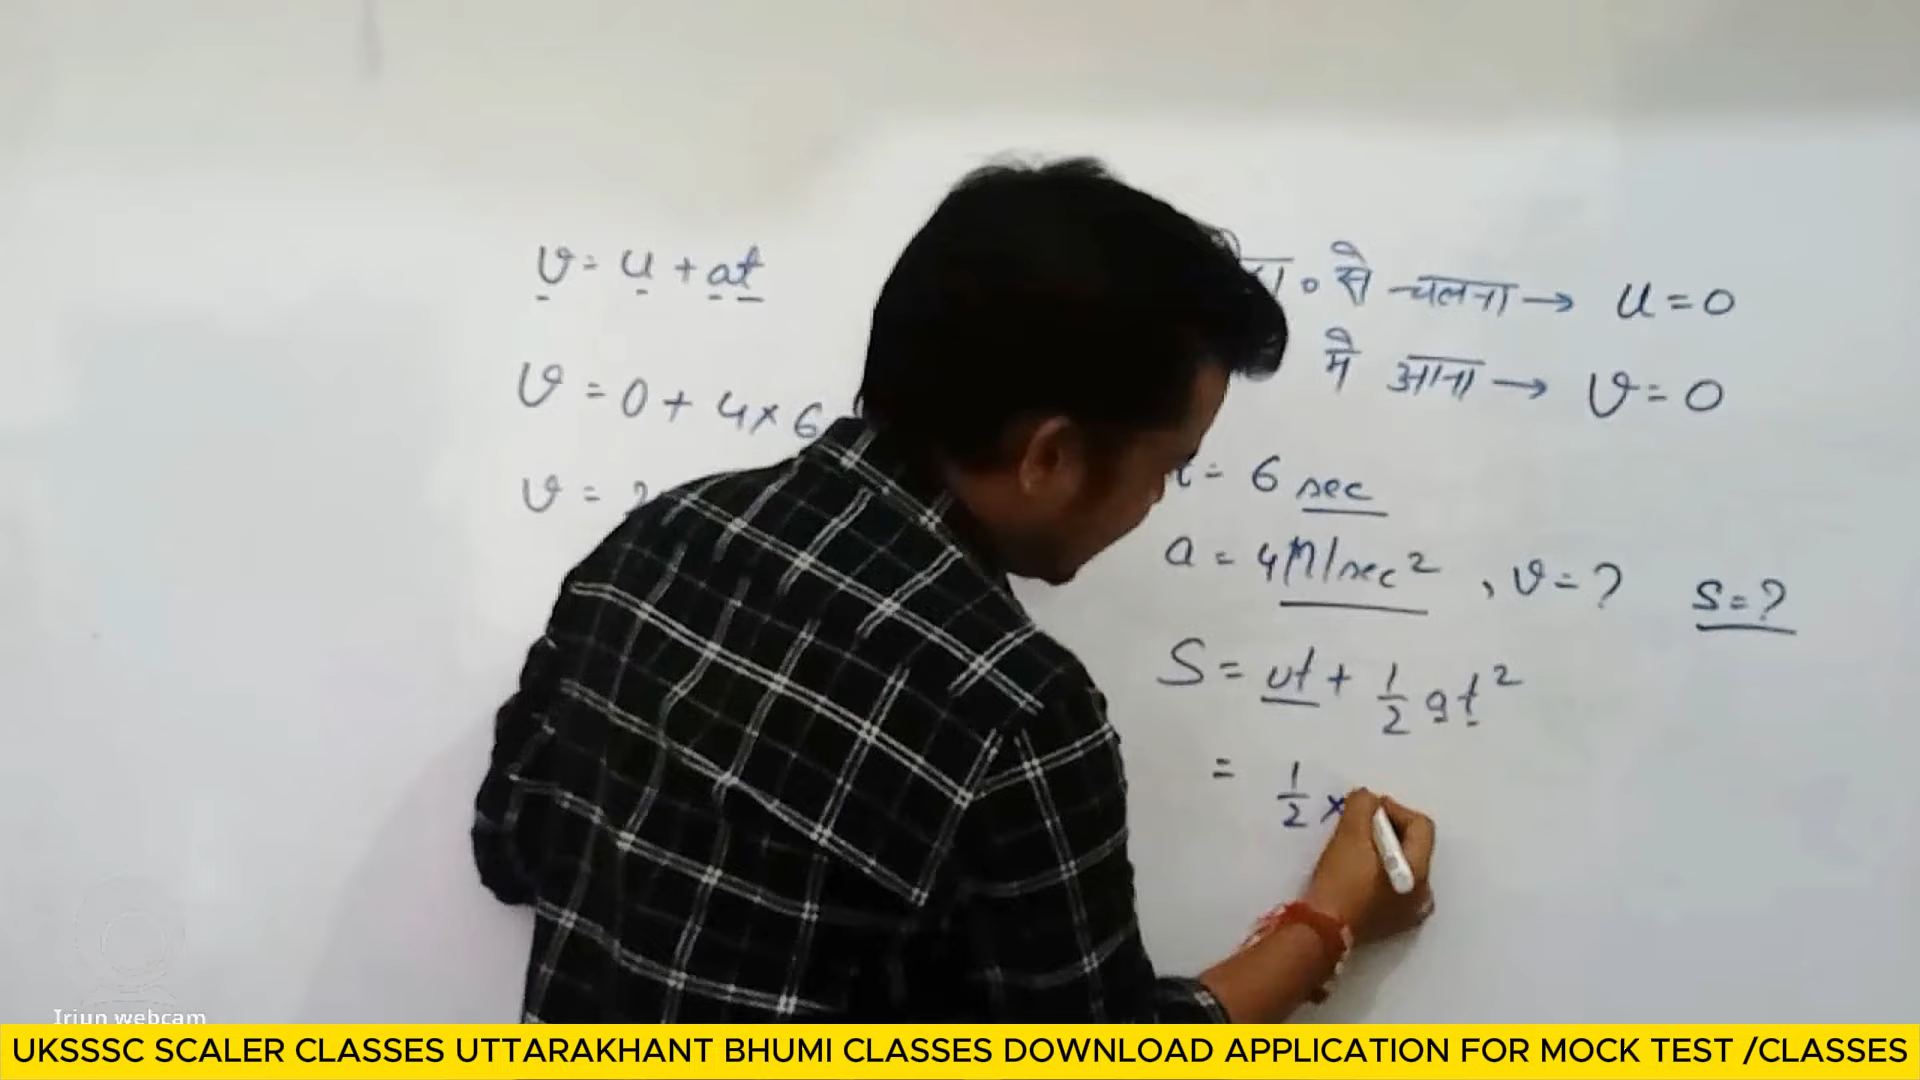 v = u + at
v = 0 + 4 × 6
v =
से चलना → u = 0
मे आना → v = 0
= 6 sec
a = 4 m/sec² , v = ? S = ?
S = ut + 1/2 at²
= 1/2 ×
Iriun webcam
UKSSSC SCALER CLASSES UTTARAKHANT BHUMI CLASSES DOWNLOAD APPLICATION FOR MOCK TEST /CLASSES